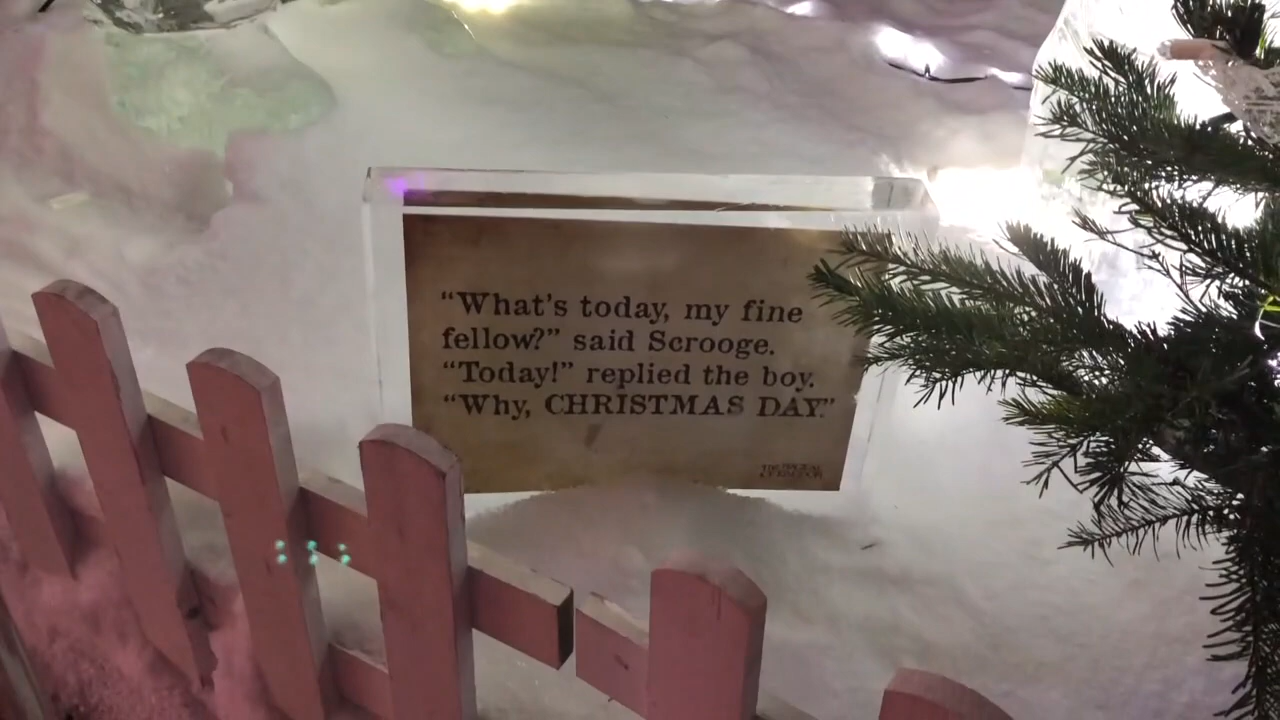 “What's today, my fine
fellow?” said Scrooge.
“Today!” replied the boy.
“Why, CHRISTMAS DAY.”